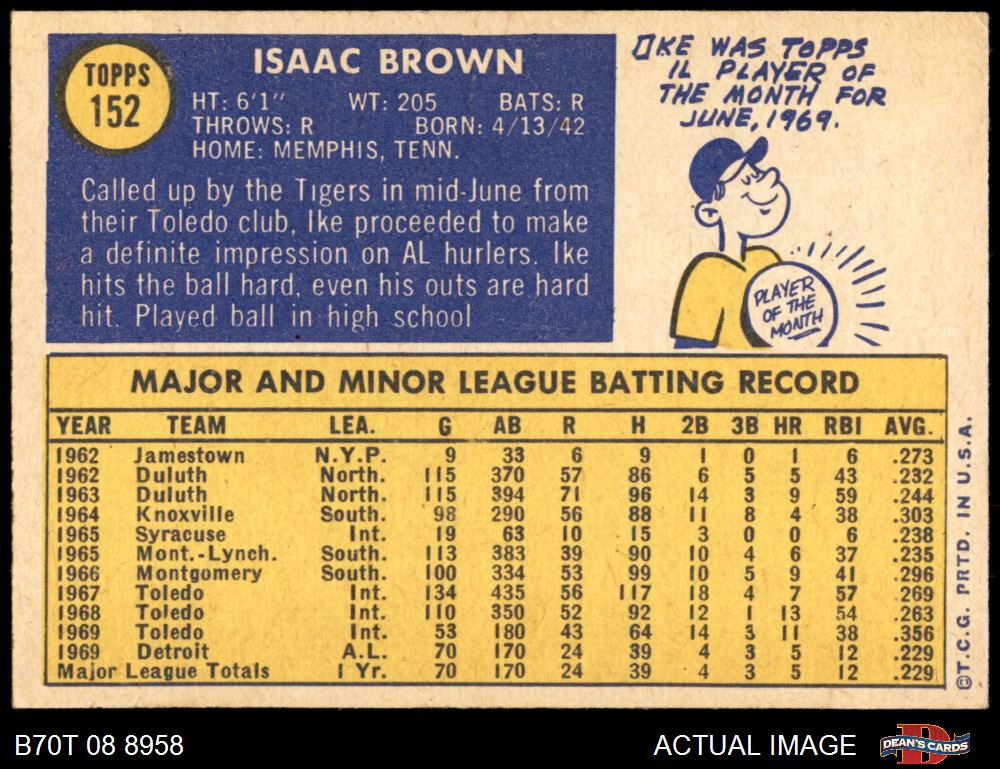 TOPPS
152
ISAAC BROWN
HT: 6'1" WT: 205 BATS: R
THROWS: R BORN: 4/13/42
HOME: MEMPHIS, TENN.
Called up by the Tigers in mid-June from
their Toledo club, Ike proceeded to make
a definite impression on AL hurlers. Ike
hits the ball hard, even his outs are hard
hit. Played ball in high school
IKE WAS TOPPS
IL PLAYER OF
THE MONTH FOR
JUNE, 1969.
PLAYER
OF THE
MONTH
MAJOR AND MINOR LEAGUE BATTING RECORD
YEAR TEAM LEA. G AB R H 2B 3B HR RBI AVG.
1962 Jamestown N.Y.P. 9 33 6 9 1 0 1 6 .273
1962 Duluth North. 115 370 57 86 6 5 5 43 .232
1963 Duluth North. 115 394 71 96 14 3 9 59 .244
1964 Knoxville South. 98 290 56 88 11 8 4 38 .303
1965 Syracuse Int. 19 63 10 15 3 0 0 6 .238
1965 Mont.-Lynch. South. 113 383 39 90 10 4 6 37 .235
1966 Montgomery South. 100 334 53 99 10 5 9 41 .296
1967 Toledo Int. 134 435 56 117 18 4 7 57 .269
1968 Toledo Int. 110 350 52 92 12 1 13 54 .263
1969 Toledo Int. 53 180 43 64 14 3 11 38 .356
1969 Detroit A.L. 70 170 24 39 4 3 5 12 .229
Major League Totals 1 Yr. 70 170 24 39 4 3 5 12 .229
©T.C.G. PRTD. IN U.S.A.
B70T 08 8958
ACTUAL IMAGE
D
DEAN'S CARDS